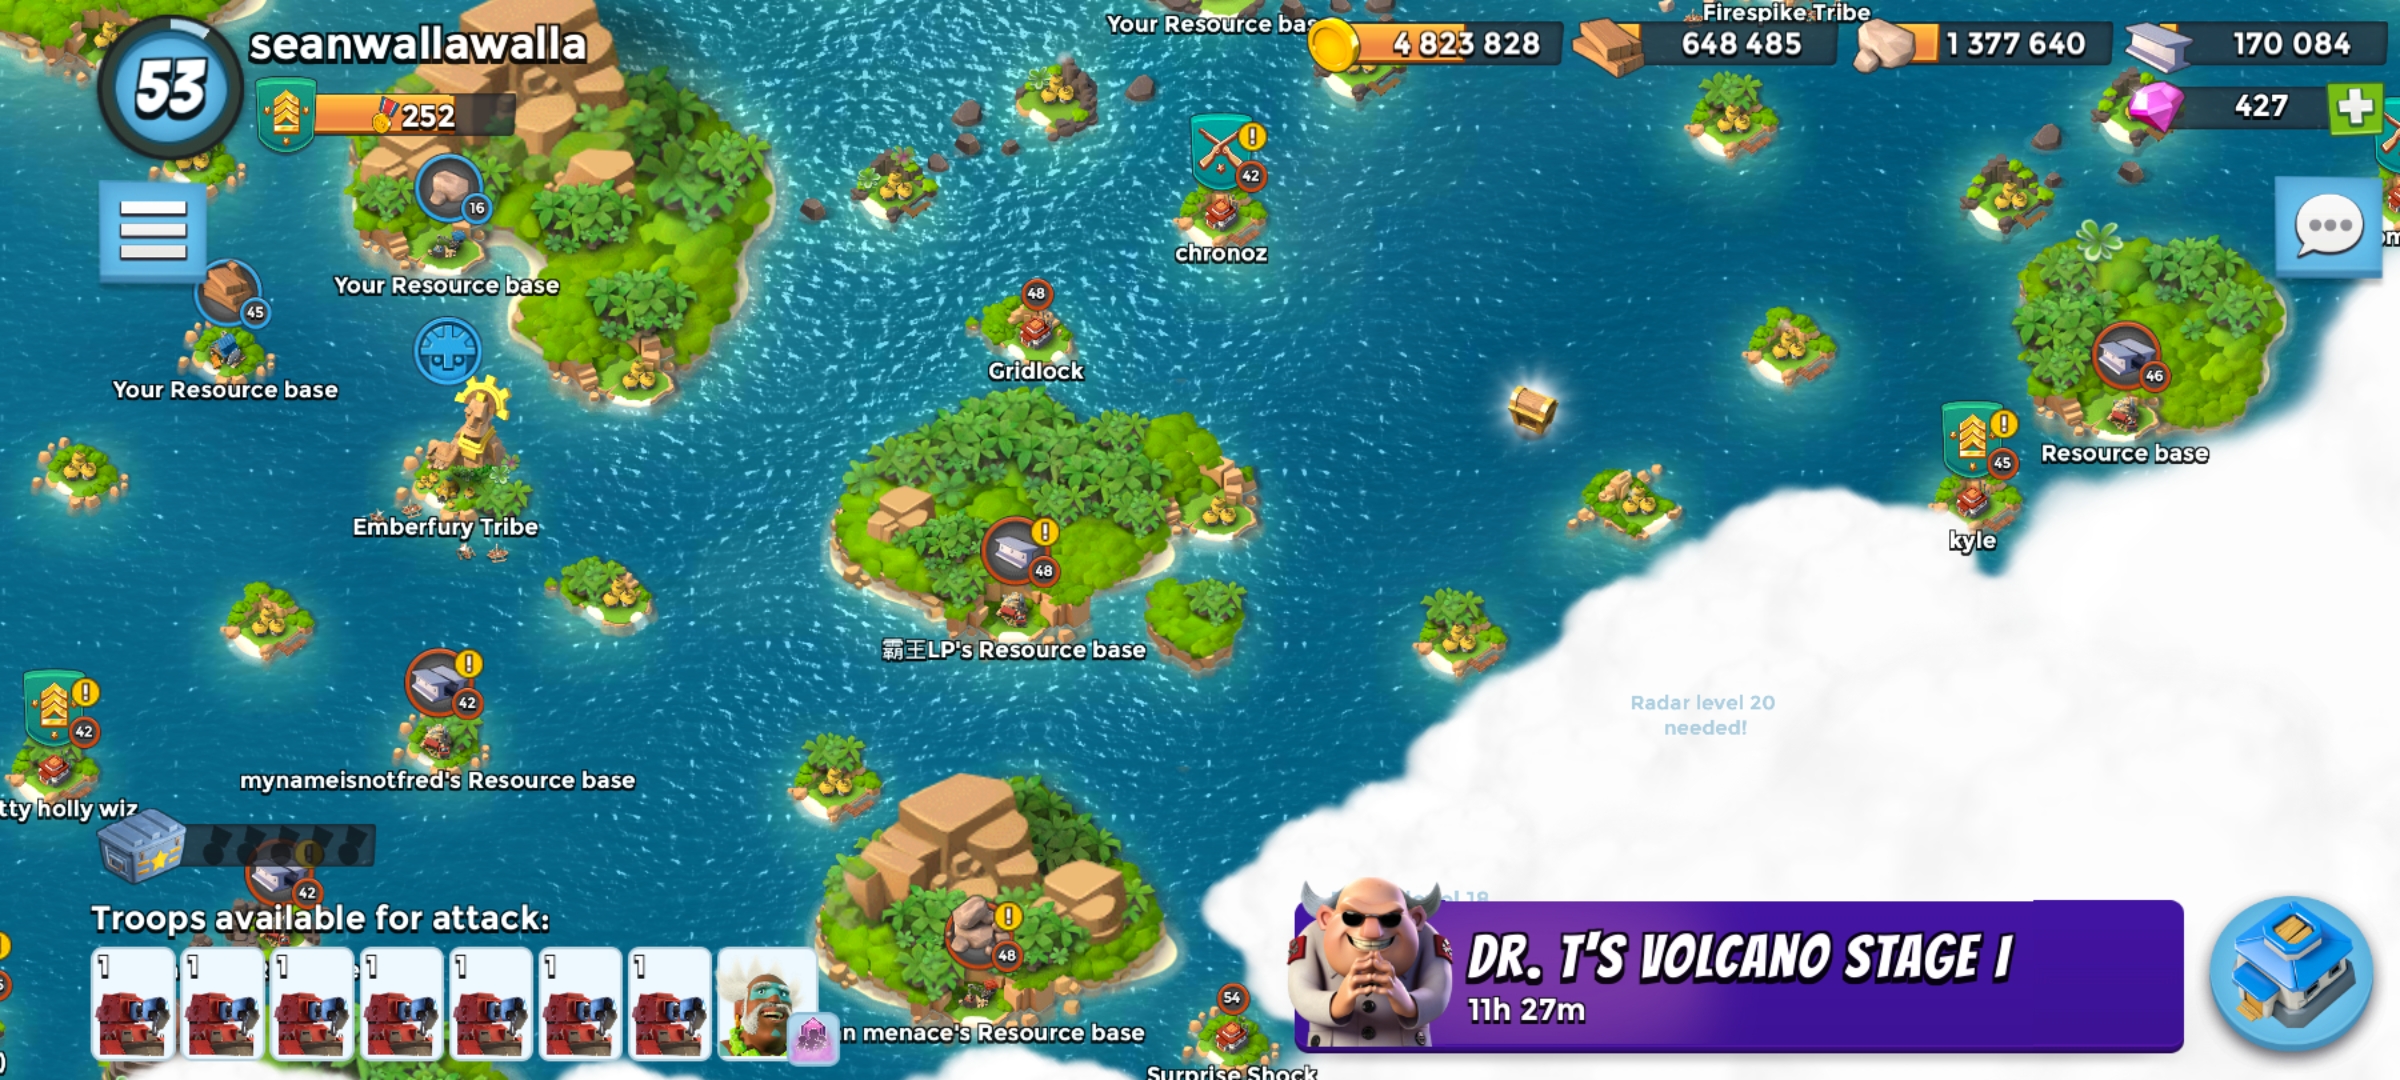 Firespike Tribe
Your Resource bas
53
seanwallawalla
252
4 823 828
648 485
1 377 640
170 084
427
42
chronoz
16
Your Resource base
45
Your Resource base
48
Gridlock
46
Resource base
45
kyle
Emberfury Tribe
48
霸王LP's Resource base
42
mynameisnotfred's Resource base
42
tty holly wiz
Radar level 20
needed!
42
18
Troops available for attack:
1
1
1
1
1
1
1
48
n menace's Resource base
54
Surprise Shock
DR. T'S VOLCANO STAGE I
11h 27m